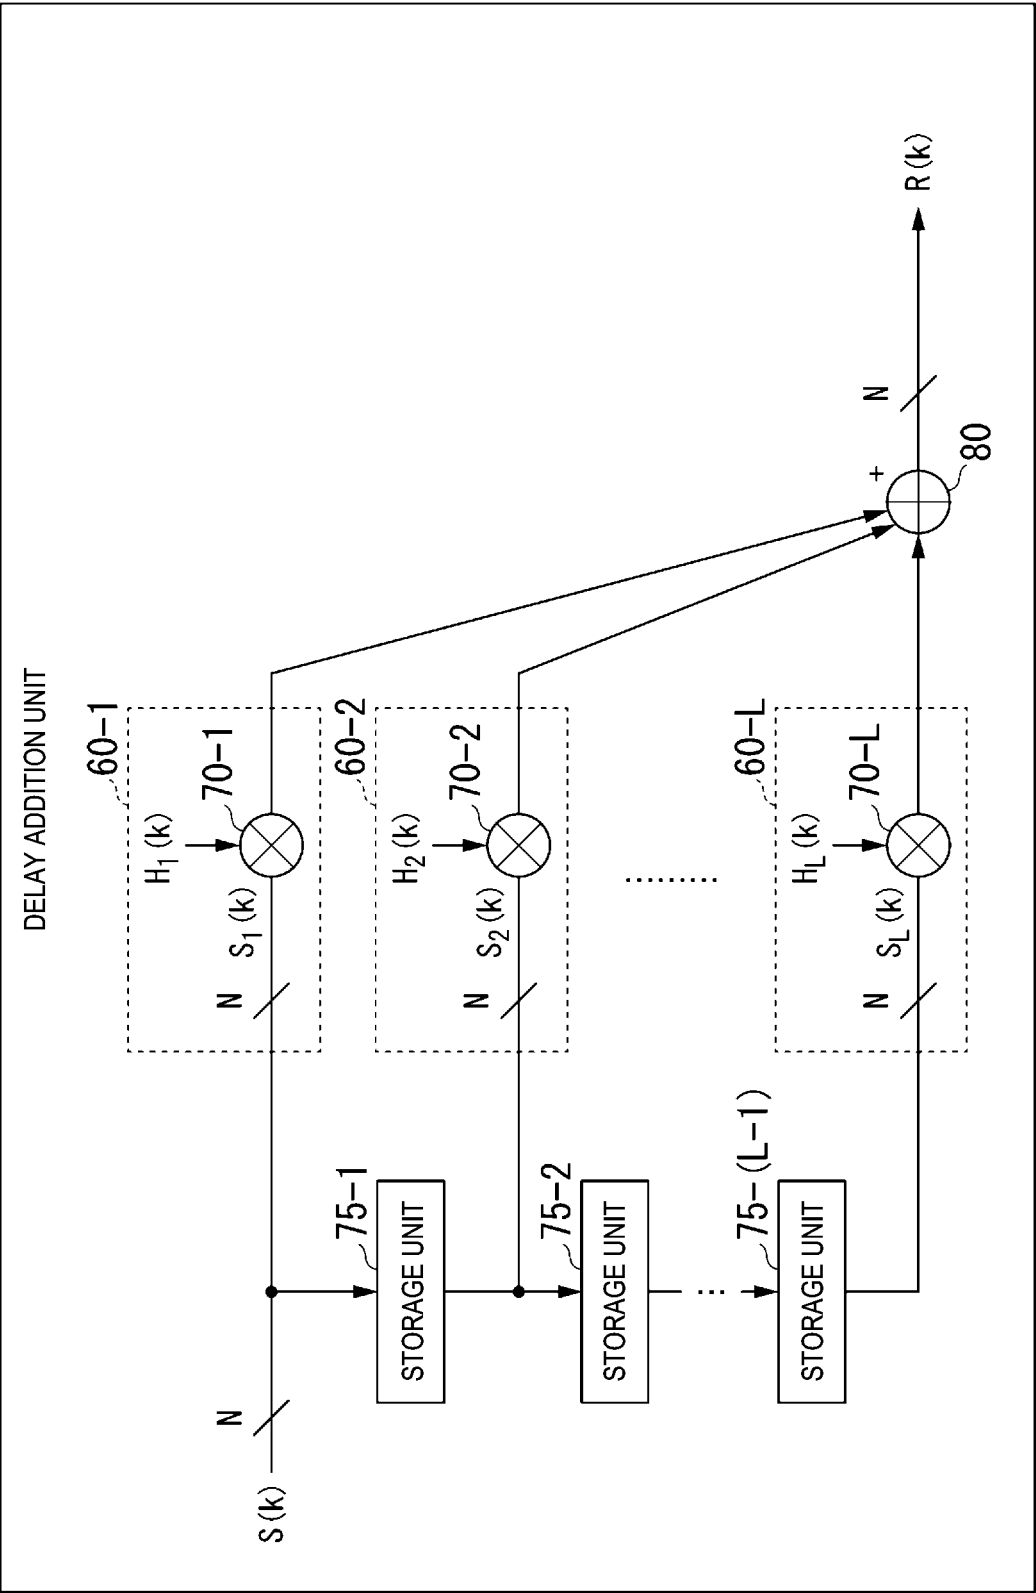 DELAY ADDITION UNIT
60-1
H1(k)
70-1
S(k)
N
N
S1(k)
75-1
STORAGE UNIT
60-2
H2(k)
70-2
N
S2(k)
75-2
STORAGE UNIT
.........
...
75-(L-1)
STORAGE UNIT
60-L
HL(k)
70-L
N
SL(k)
+
80
N
R(k)